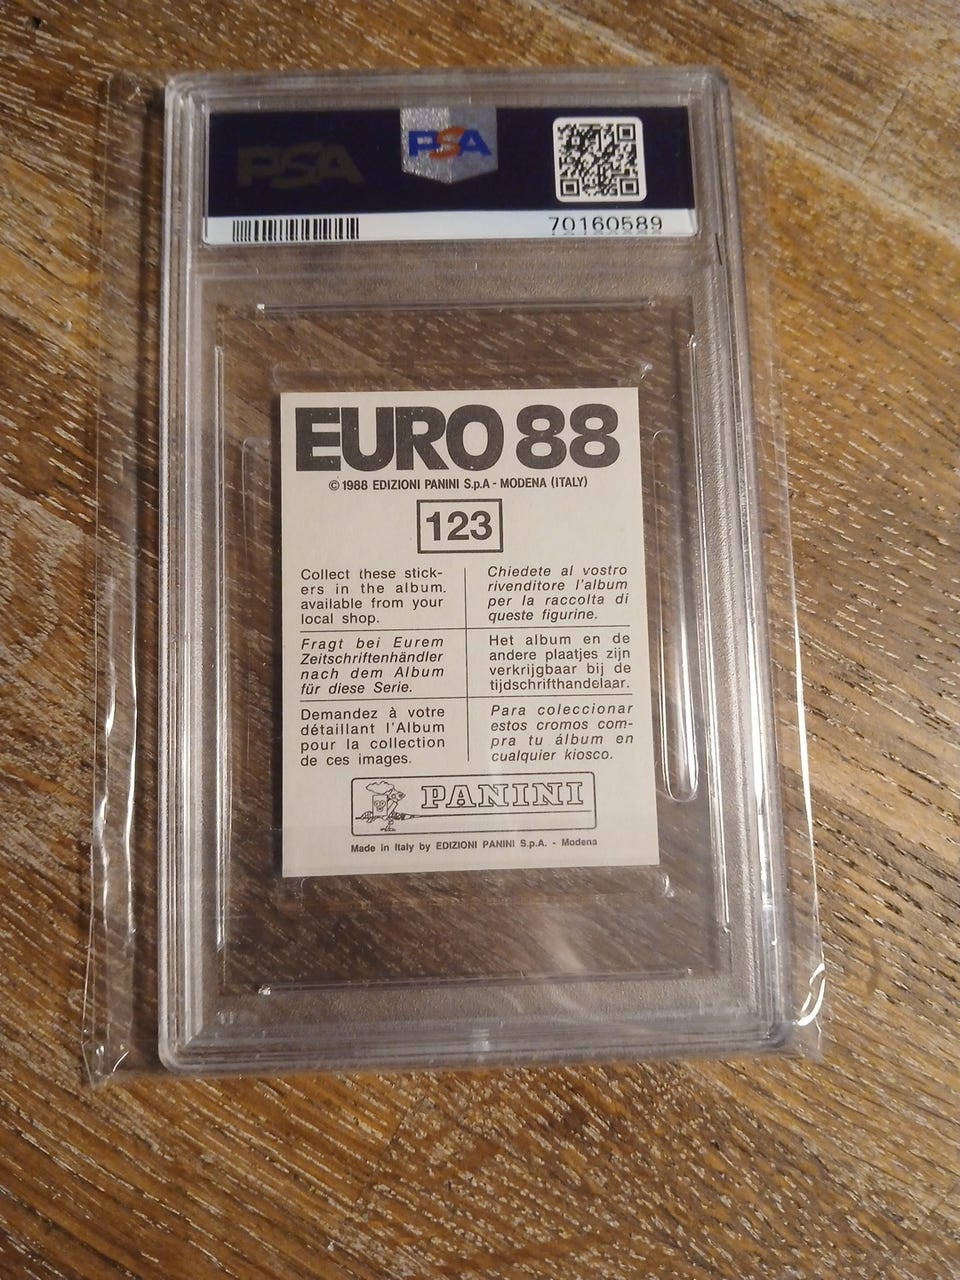 PSA
PSA
70160589
EURO 88
© 1988 EDIZIONI PANINI S.p.A - MODENA (ITALY)
123
Collect these stick-
ers in the album.
available from your
local shop.
Chiedete al vostro
rivenditore l'album
per la raccolta di
queste figurine.
Fragt bei Eurem
Zeitschriftenhändler
nach dem Album
für diese Serie.
Het album en de
andere plaatjes zijn
verkrijgbaar bij de
tijdschrifthandelaar.
Demandez à votre
détaillant l'Album
pour la collection
de ces images.
Para coleccionar
estos cromos com-
pra tu álbum en
cualquier kiosco.
PANINI
Made in Italy by EDIZIONI PANINI S.p.A. - Modena